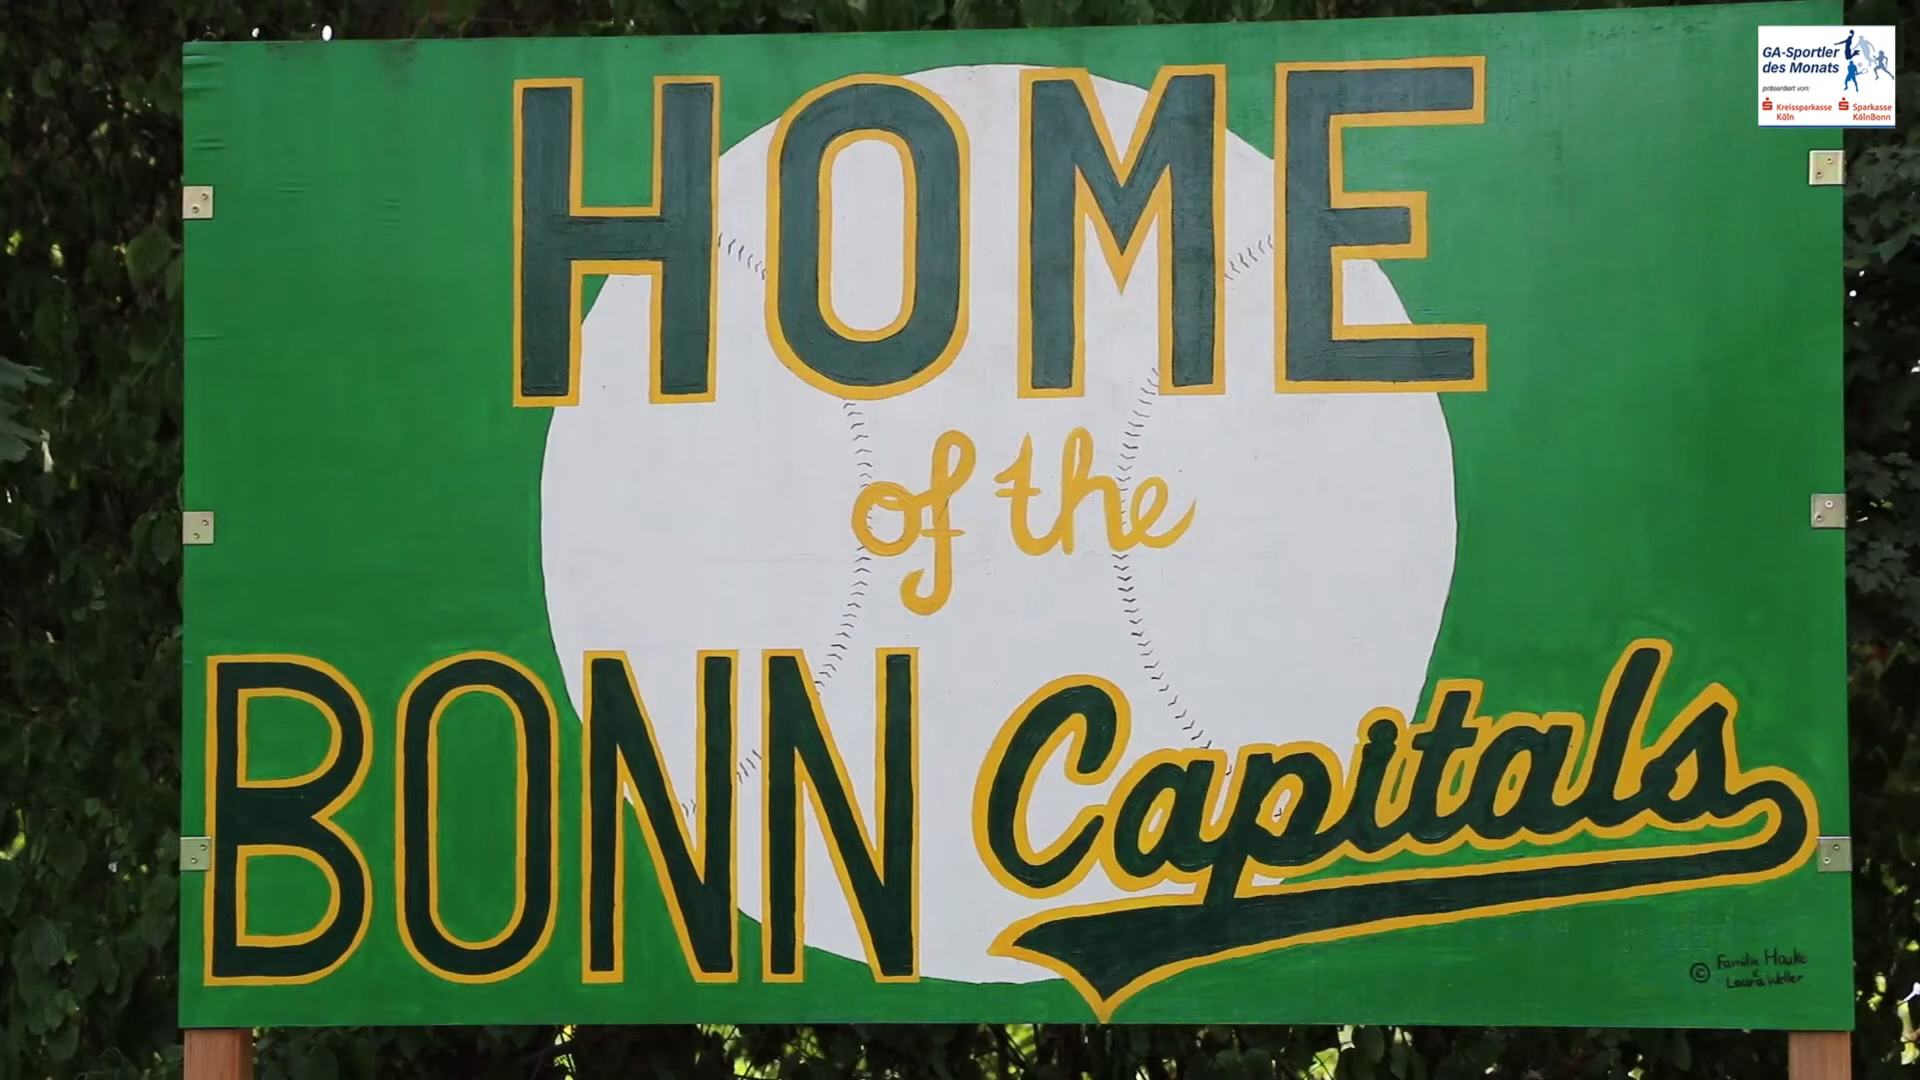 GA-Sportler
des Monats
präsentiert von:
Kreissparkasse
Köln
Sparkasse
KölnBonn
HOME
of the
BONN Capitals
© Familie Hauke
&
Laura Weller